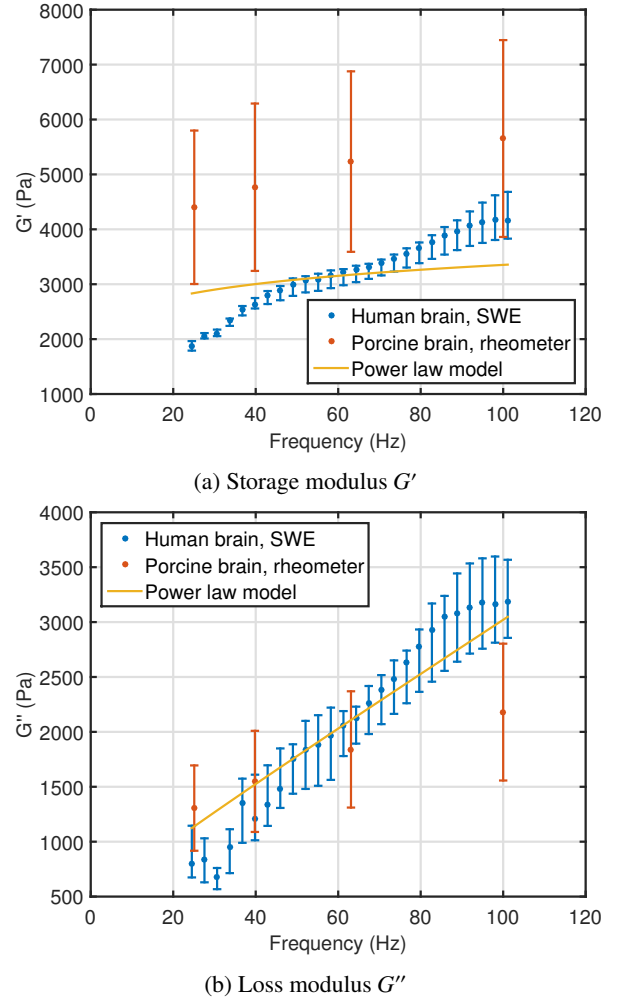 8000
7000
6000
5000
4000
3000
2000
1000
G' (Pa)
Human brain, SWE
Porcine brain, rheometer
Power law model
0 20 40 60 80 100 120
Frequency (Hz)
(a) Storage modulus G′
4000
3500
3000
2500
2000
1500
1000
500
G'' (Pa)
Human brain, SWE
Porcine brain, rheometer
Power law model
0 20 40 60 80 100 120
Frequency (Hz)
(b) Loss modulus G′′